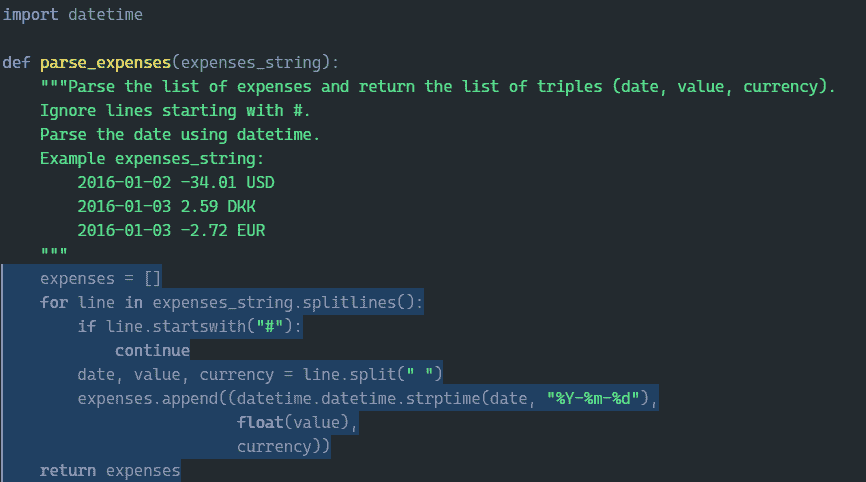 import datetime
def parse_expenses(expenses_string):
    """Parse the list of expenses and return the list of triples (date, value, currency).
    Ignore lines starting with #.
    Parse the date using datetime.
    Example expenses_string:
        2016-01-02 -34.01 USD
        2016-01-03 2.59 DKK
        2016-01-03 -2.72 EUR
    """
    expenses = []
    for line in expenses_string.splitlines():
        if line.startswith("#"):
            continue
        date, value, currency = line.split(" ")
        expenses.append((datetime.datetime.strptime(date, "%Y-%m-%d"),
                         float(value),
                         currency))
    return expenses